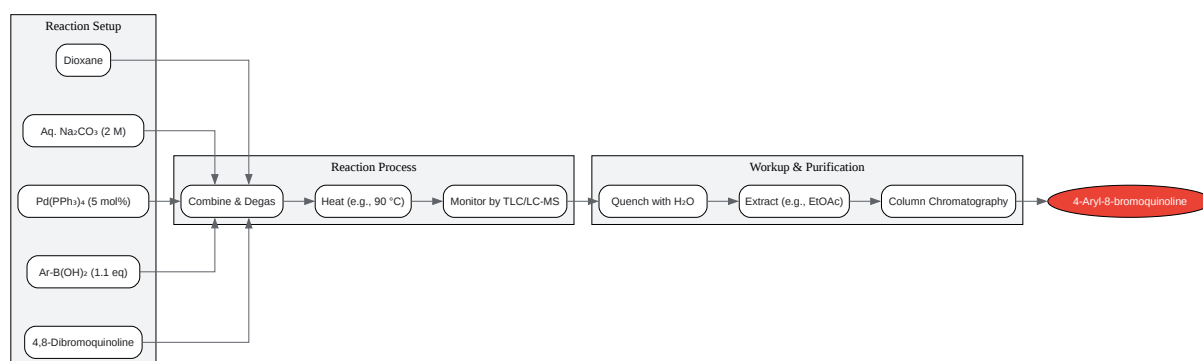 Reaction Setup
Dioxane
Aq. Na₂CO₃ (2 M)
Pd(PPh₃)₄ (5 mol%)
Ar-B(OH)₂ (1.1 eq)
4,8-Dibromoquinoline
Reaction Process
Combine & Degas
Heat (e.g., 90 °C)
Monitor by TLC/LC-MS
Workup & Purification
Quench with H₂O
Extract (e.g., EtOAc)
Column Chromatography
4-Aryl-8-bromoquinoline